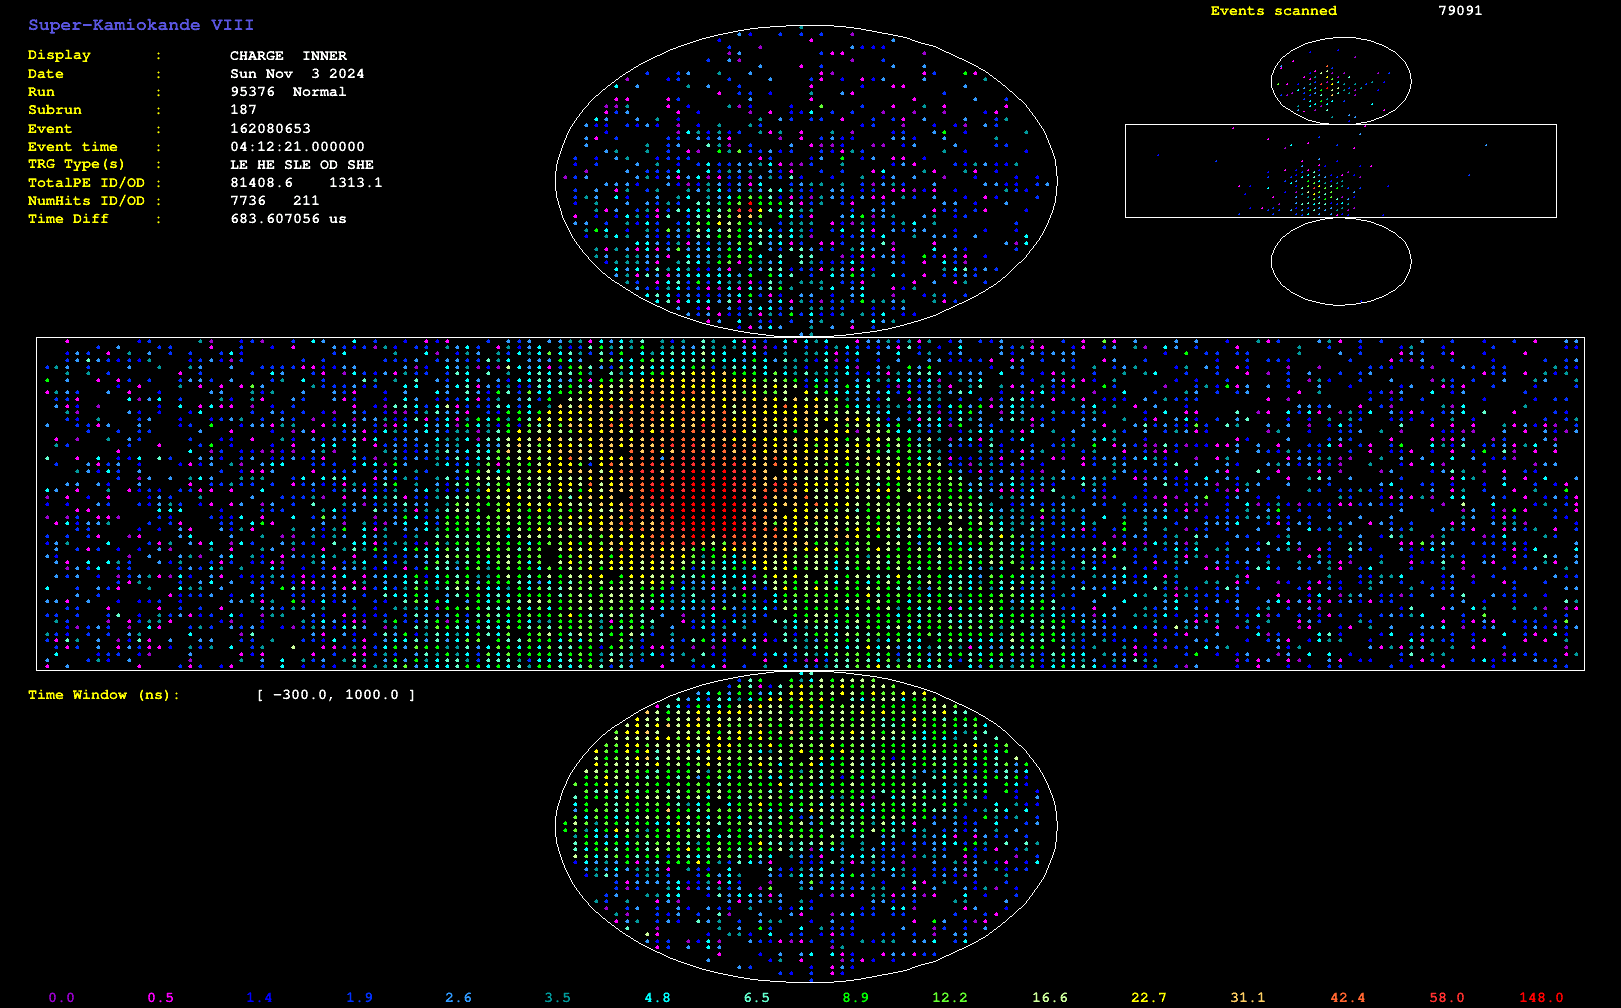 Super-Kamiokande VIII
Display : CHARGE INNER
Date : Sun Nov 3 2024
Run : 95376 Normal
Subrun : 187
Event : 162080653
Event time : 04:12:21.000000
TRG Type(s) : LE HE SLE OD SHE
TotalPE ID/OD : 81408.6 1313.1
NumHits ID/OD : 7736 211
Time Diff : 683.607056 us
Events scanned 79091
Time Window (ns): [ −300.0, 1000.0 ]
0.0 0.5 1.4 1.9 2.6 3.5 4.8 6.5 8.9 12.2 16.6 22.7 31.1 42.4 58.0 148.0